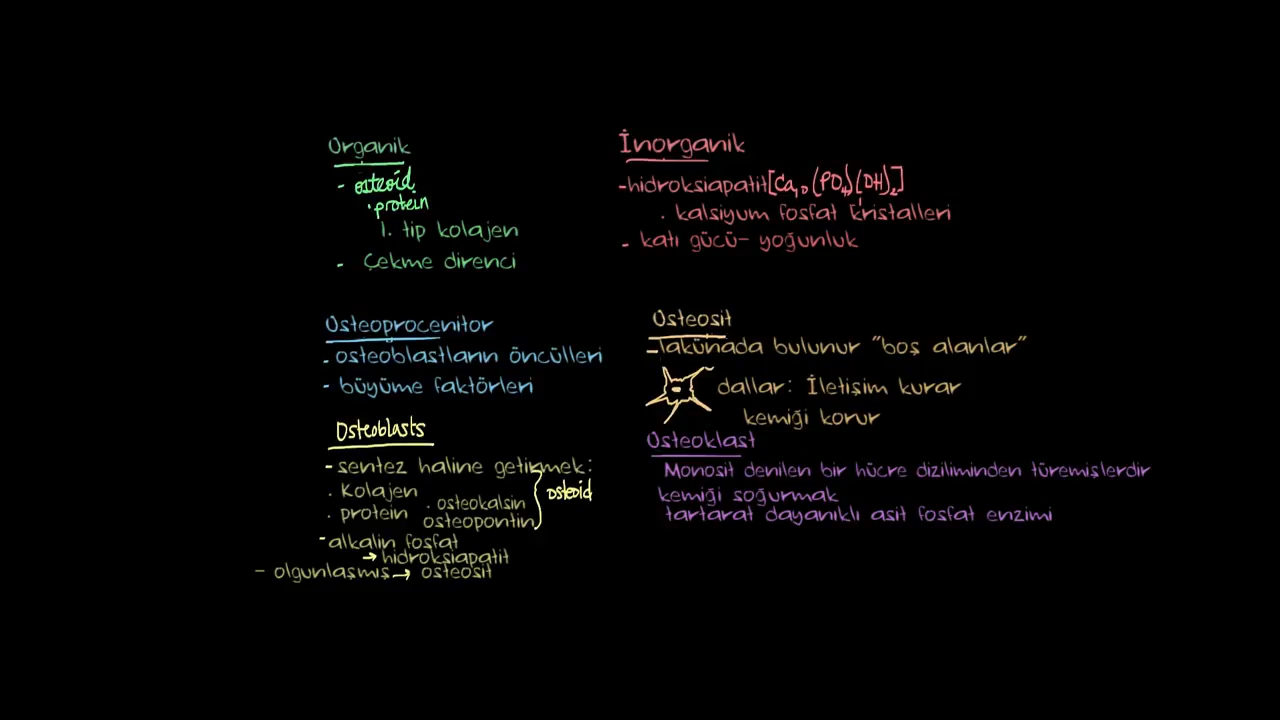 Organik
- osteoid
· protein
1. tip kolajen
- Çekme direnci
İnorganik
-hidroksiapatit[Ca₁₀(PO₄)(OH)₂]
. kalsiyum fosfat kristalleri
- katı gücü- yoğunluk
Osteoprocenitor
- osteoblastların öncülleri
- büyüme faktörleri
Osteoblasts
- sentez haline getirmek:
. Kolajen
. osteokalsin
. protein osteopontin } osteoid
-alkalin fosfat
→ hidroksiapatit
- olgunlaşmış→ osteosit
Osteosit
-lakünada bulunur "boş alanlar"
dallar: İletişim kurar
kemiği korur
Osteoklast
Monosit denilen bir hücre diziliminden türemişlerdir
kemiği soğurmak
tartarat dayanıklı asit fosfat enzimi